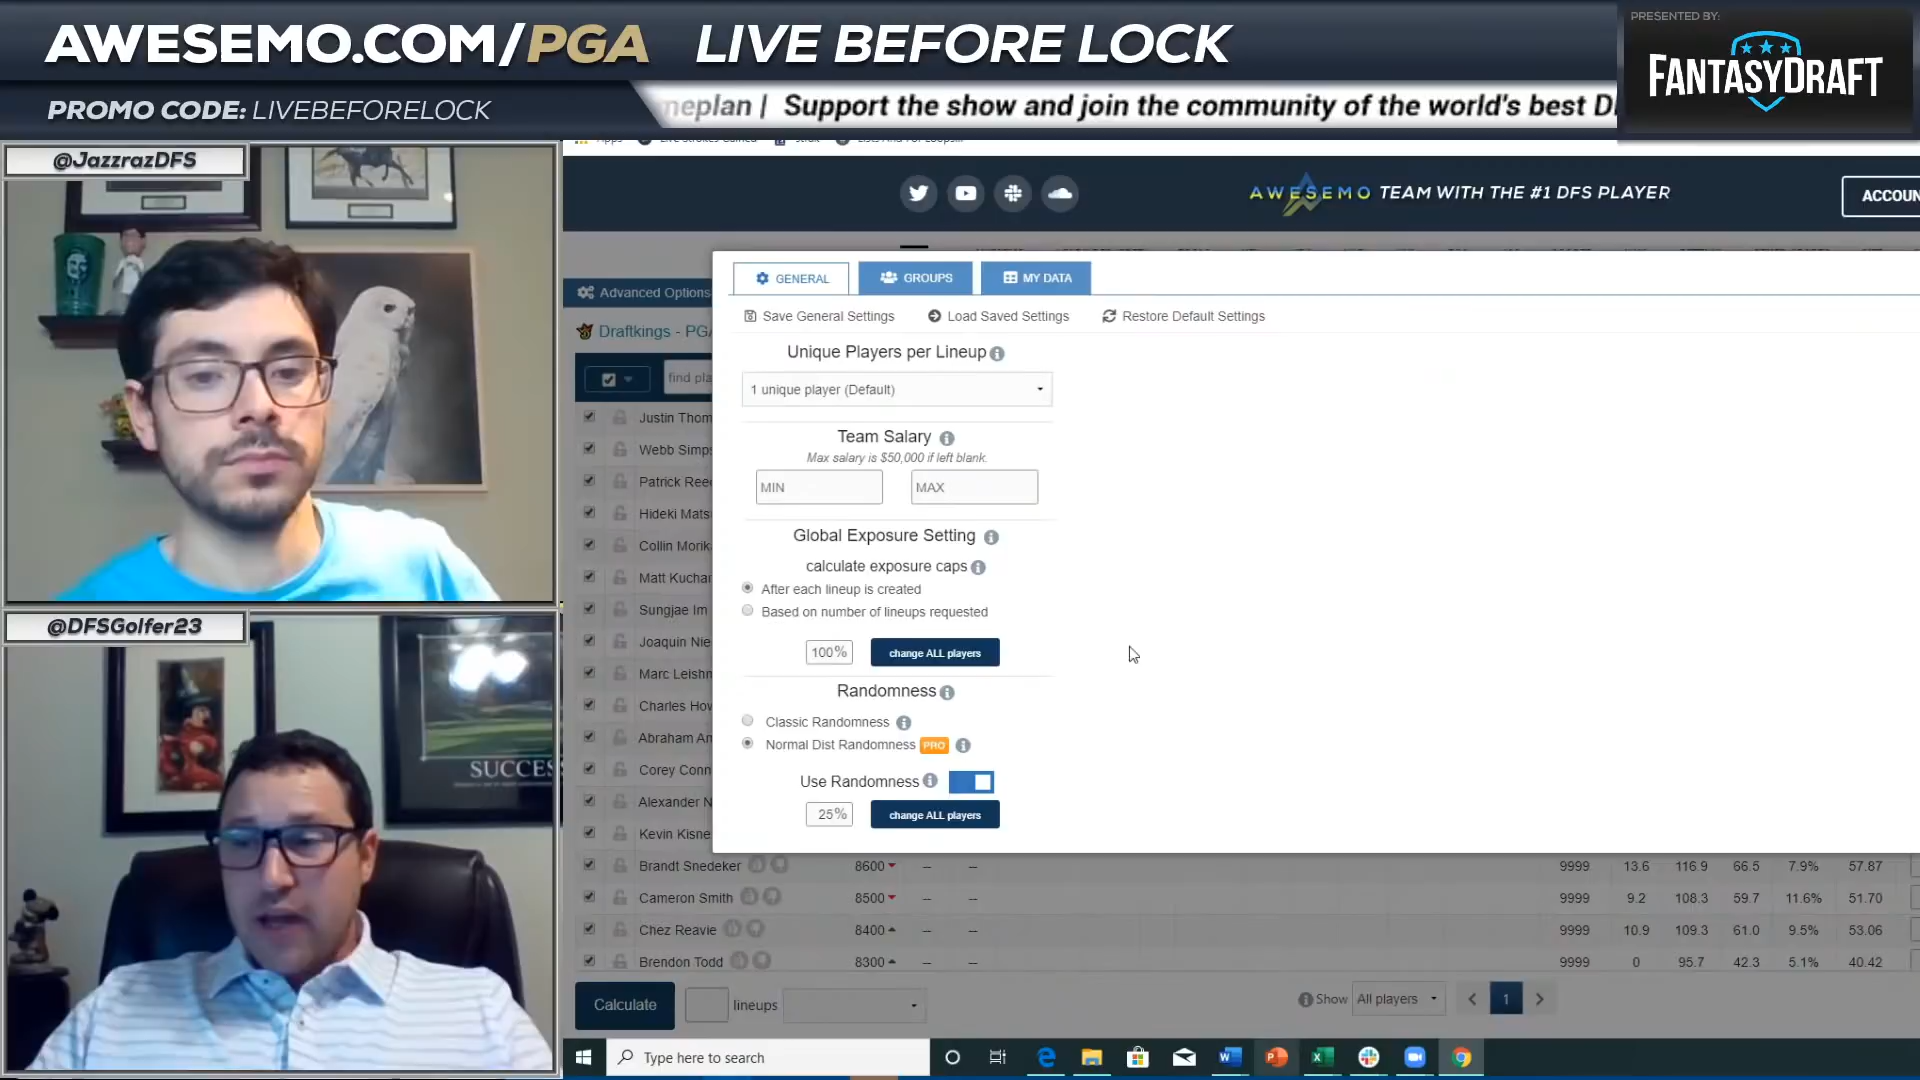 AWESEMO.COM/PGA LIVE BEFORE LOCK
PRESENTED BY:
FANTASYDRAFT
PROMO CODE: LIVEBEFORELOCK
meplan | Support the show and join the community of the world's best D
@JazzrazDFS
AWESEMO TEAM WITH THE #1 DFS PLAYER
ACCOUN
GENERAL
GROUPS
MY DATA
Advanced Options
Save General Settings
Load Saved Settings
Restore Default Settings
Draftkings - PGA
find pla
Unique Players per Lineup
1 unique player (Default)
Team Salary
Max salary is $50,000 if left blank.
MIN
MAX
Global Exposure Setting
calculate exposure caps
After each lineup is created
Based on number of lineups requested
100%
change ALL players
Randomness
Classic Randomness
Normal Dist Randomness PRO
Use Randomness
25%
change ALL players
Justin Thom
Webb Simps
Patrick Ree
Hideki Mats
Collin Morik
Matt Kuchar
Sungjae Im
Joaquin Nie
Marc Leishm
Charles How
Abraham An
Corey Conn
Alexander N
Kevin Kisne
Brandt Snedeker 8600 -- -- 9999 13.6 116.9 66.5 7.9% 57.87
Cameron Smith 8500 -- -- 9999 9.2 108.3 59.7 11.6% 51.70
Chez Reavie 8400 -- -- 9999 10.9 109.3 61.0 9.5% 53.06
Brendon Todd 8300 -- -- 9999 0 95.7 42.3 5.1% 40.42
Calculate
lineups
Show
All players
1
@DFSGolfer23
SUCCES
Type here to search